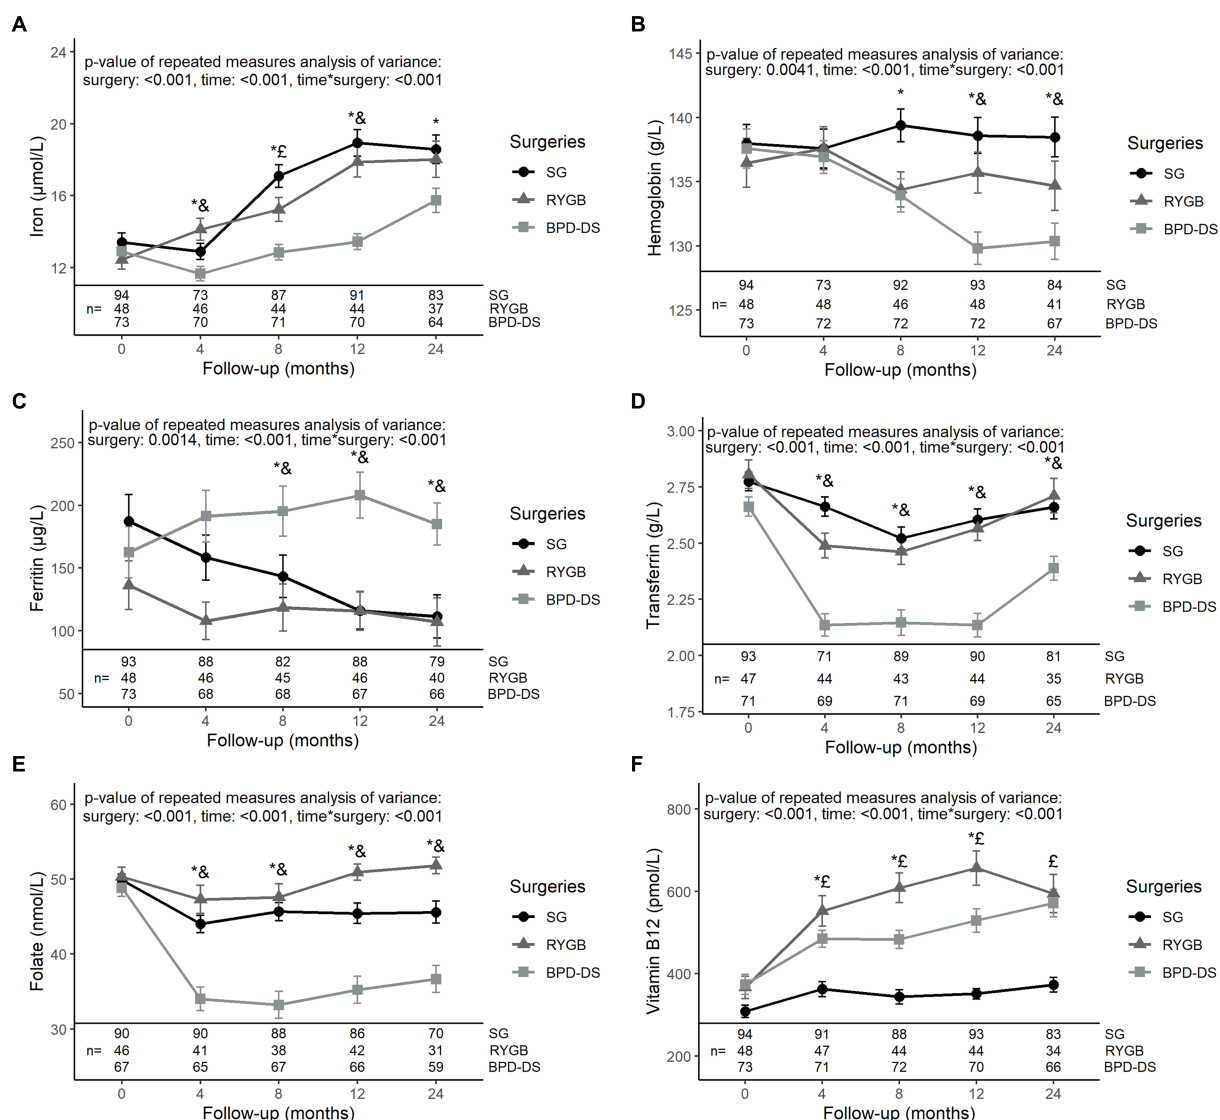 A
p-value of repeated measures analysis of variance:
surgery: <0.001, time: <0.001, time*surgery: <0.001
24
20
16
12
Iron (μmol/L)
*& *£ *& *
Surgeries
SG
RYGB
BPD-DS
94 73 87 91 83 SG
n= 48 46 44 44 37 RYGB
73 70 71 70 64 BPD-DS
0 4 8 12 24
Follow-up (months)
B
p-value of repeated measures analysis of variance:
surgery: 0.0041, time: <0.001, time*surgery: <0.001
145
140
135
130
125
Hemoglobin (g/L)
* *& *&
Surgeries
SG
RYGB
BPD-DS
94 73 92 93 84 SG
n= 48 48 46 48 41 RYGB
73 72 72 72 67 BPD-DS
0 4 8 12 24
Follow-up (months)
C
p-value of repeated measures analysis of variance:
surgery: 0.0014, time: <0.001, time*surgery: <0.001
250
200
150
100
50
Ferritin (μg/L)
*& *& *&
Surgeries
SG
RYGB
BPD-DS
93 88 82 88 79 SG
n= 48 46 45 46 40 RYGB
73 68 68 67 66 BPD-DS
0 4 8 12 24
Follow-up (months)
D
p-value of repeated measures analysis of variance:
surgery: <0.001, time: <0.001, time*surgery: <0.001
3.00
2.75
2.50
2.25
2.00
1.75
Transferrin (g/L)
*& *& *& *&
Surgeries
SG
RYGB
BPD-DS
93 71 89 90 81 SG
n= 47 44 43 44 35 RYGB
71 69 71 69 65 BPD-DS
0 4 8 12 24
Follow-up (months)
E
p-value of repeated measures analysis of variance:
surgery: <0.001, time: <0.001, time*surgery: <0.001
60
50
40
30
Folate (nmol/L)
*& *& *& *&
Surgeries
SG
RYGB
BPD-DS
90 90 88 86 70 SG
n= 46 41 38 42 31 RYGB
67 65 67 66 59 BPD-DS
0 4 8 12 24
Follow-up (months)
F
p-value of repeated measures analysis of variance:
surgery: <0.001, time: <0.001, time*surgery: <0.001
800
600
400
200
Vitamin B12 (pmol/L)
*£ *£ *£ £
Surgeries
SG
RYGB
BPD-DS
94 91 88 93 83 SG
n= 48 47 44 44 34 RYGB
73 71 72 70 66 BPD-DS
0 4 8 12 24
Follow-up (months)